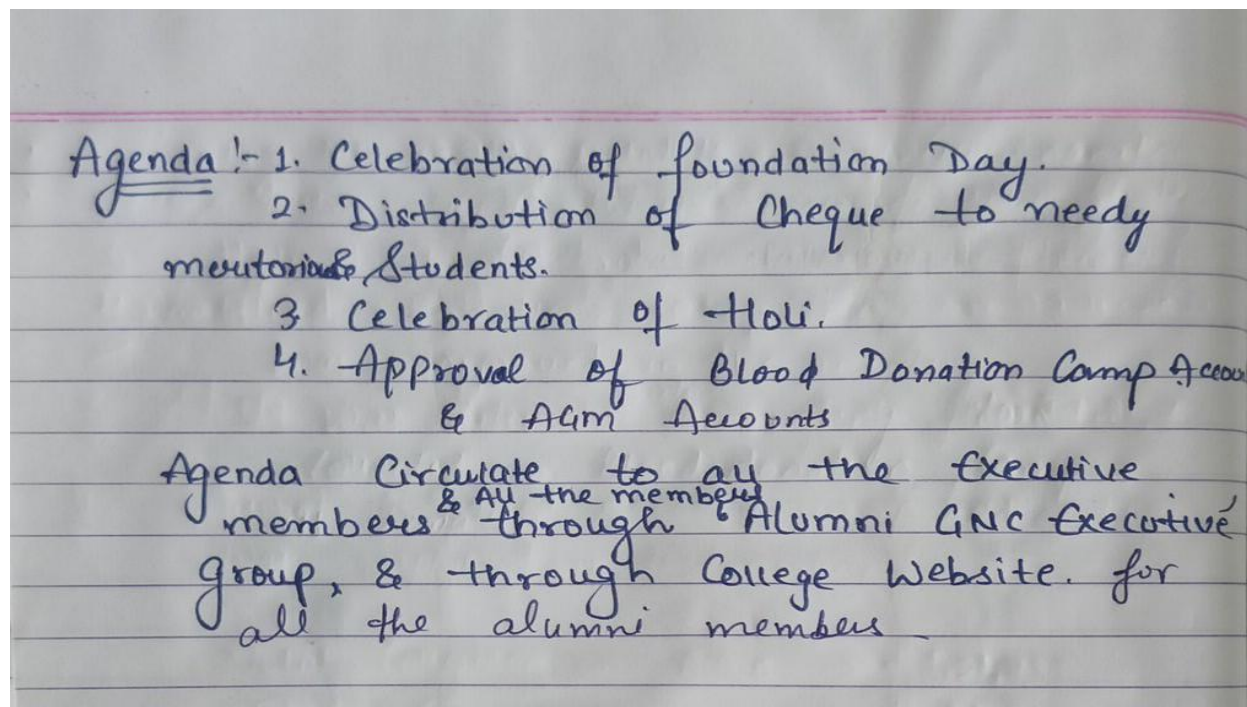 Agenda :- 1. Celebration of foundation Day.
2. Distribution of Cheque to needy
Students.
3 Celebration of Holi.
4. Approval of Blood Donation Camp Accou
& AGM Accounts
Agenda Circulate to all the Executive
& All the members
members through 'Alumni GNC Executive'
group, & through College Website. for
all the alumni members